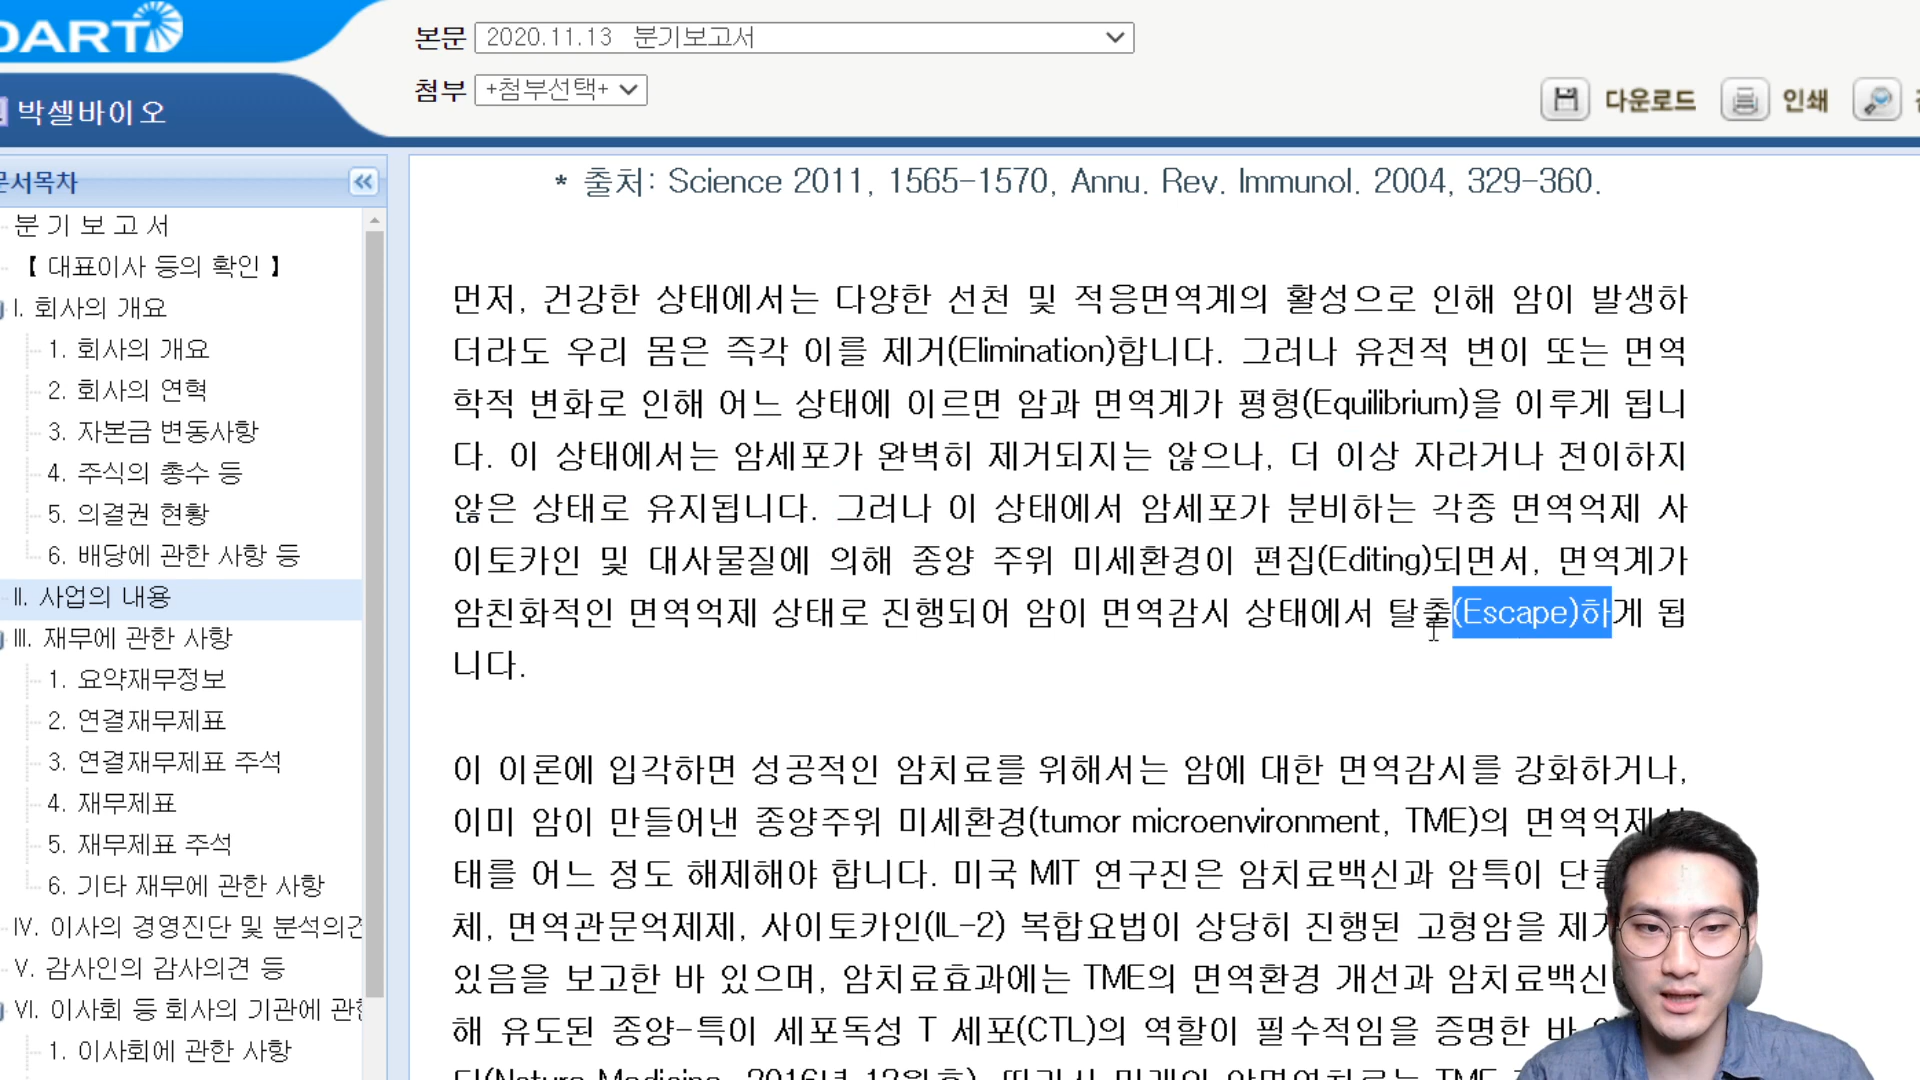 DART
본문 2020.11.13 분기보고서
첨부 +첨부선택+
박셀바이오
다운로드 인쇄
문서목차
분 기 보 고 서
【 대표이사 등의 확인 】
I. 회사의 개요
1. 회사의 개요
2. 회사의 연혁
3. 자본금 변동사항
4. 주식의 총수 등
5. 의결권 현황
6. 배당에 관한 사항 등
II. 사업의 내용
III. 재무에 관한 사항
1. 요약재무정보
2. 연결재무제표
3. 연결재무제표 주석
4. 재무제표
5. 재무제표 주석
6. 기타 재무에 관한 사항
IV. 이사의 경영진단 및 분석의견
V. 감사인의 감사의견 등
VI. 이사회 등 회사의 기관에 관한
1. 이사회에 관한 사항
* 출처: Science 2011, 1565-1570, Annu. Rev. Immunol. 2004, 329-360.
먼저, 건강한 상태에서는 다양한 선천 및 적응면역계의 활성으로 인해 암이 발생하
더라도 우리 몸은 즉각 이를 제거(Elimination)합니다. 그러나 유전적 변이 또는 면역
학적 변화로 인해 어느 상태에 이르면 암과 면역계가 평형(Equilibrium)을 이루게 됩니
다. 이 상태에서는 암세포가 완벽히 제거되지는 않으나, 더 이상 자라거나 전이하지
않은 상태로 유지됩니다. 그러나 이 상태에서 암세포가 분비하는 각종 면역억제 사
이토카인 및 대사물질에 의해 종양 주위 미세환경이 편집(Editing)되면서, 면역계가
암친화적인 면역억제 상태로 진행되어 암이 면역감시 상태에서 탈출(Escape)하게 됩
니다.
이 이론에 입각하면 성공적인 암치료를 위해서는 암에 대한 면역감시를 강화하거나,
이미 암이 만들어낸 종양주위 미세환경(tumor microenvironment, TME)의 면역억제
태를 어느 정도 해제해야 합니다. 미국 MIT 연구진은 암치료백신과 암특이
체, 면역관문억제제, 사이토카인(IL-2) 복합요법이 상당히 진행된 고형암을
있음을 보고한 바 있으며, 암치료효과에는 TME의 면역환경 개선과 암치료백신
해 유도된 종양-특이 세포독성 T 세포(CTL)의 역할이 필수적임을 증명한 바